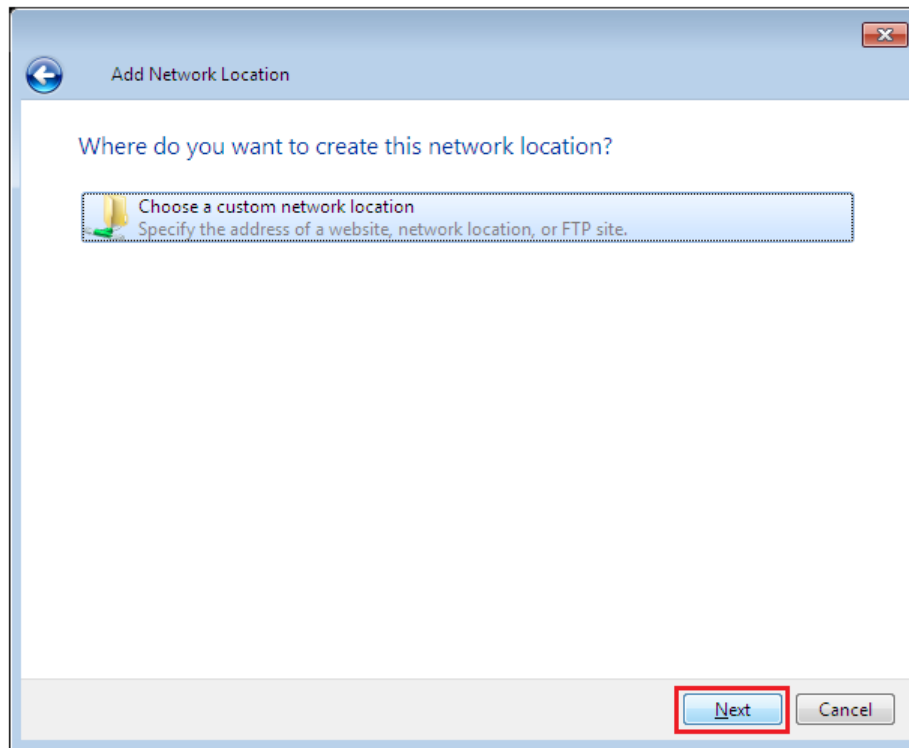 Add Network Location
Where do you want to create this network location?
Choose a custom network location
Specify the address of a website, network location, or FTP site.
Next
Cancel